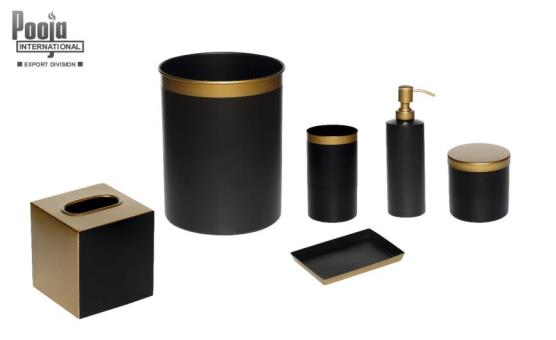 Pooja
INTERNATIONAL
■ EXPORT DIVISION ■